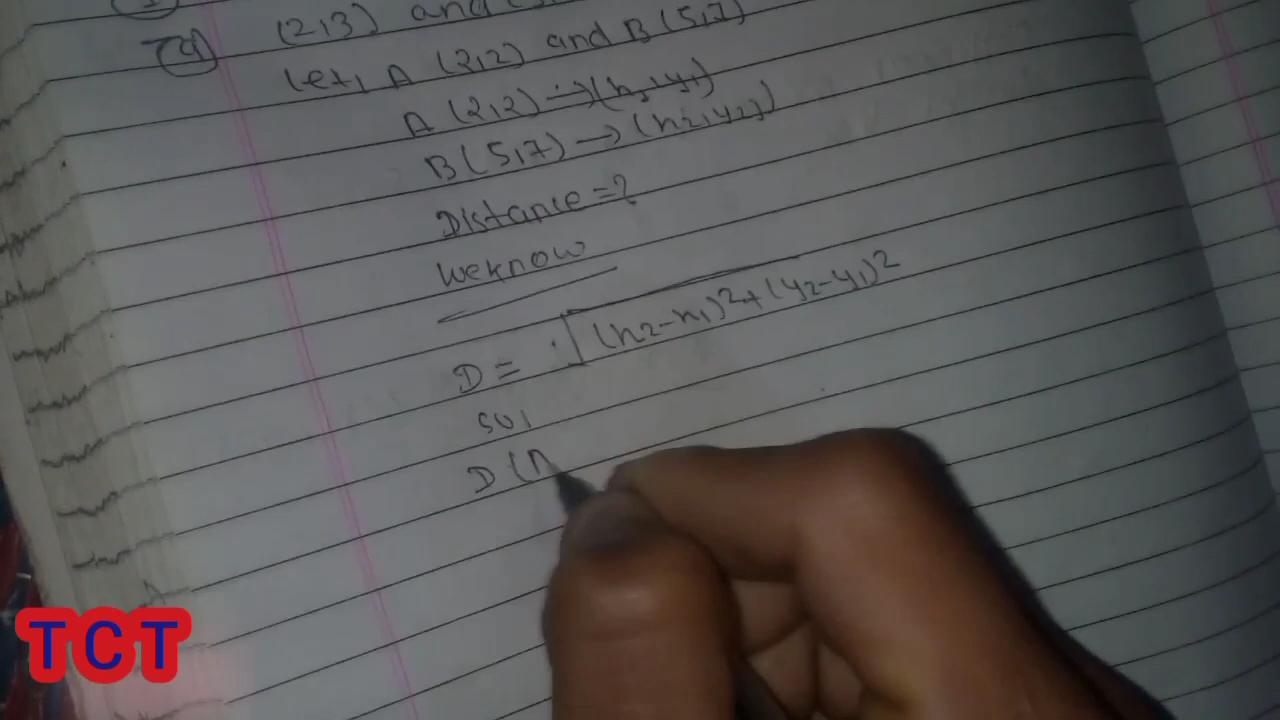 a) (2,3) and
let, A (2,2) and B (5,7)
A (2,2) → (x1,y1)
B (5,7) → (x2,y2)
Distance = ?
we know
D = √(x2-x1)²+(y2-y1)²
so,
D (A
TCT